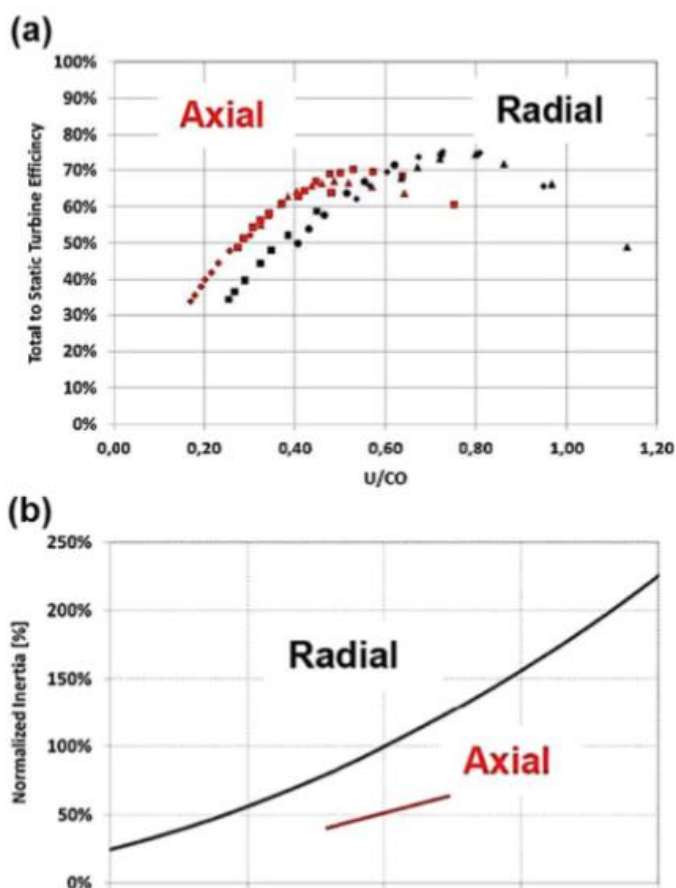 (a)
100%
90%
80%
70%
60%
50%
40%
30%
20%
10%
0%
Total to Static Turbine Efficincy
Axial
Radial
0,00 0,20 0,40 0,60 0,80 1,00 1,20
U/CO
(b)
250%
200%
150%
100%
50%
0%
Normalized Inertia [%]
Radial
Axial